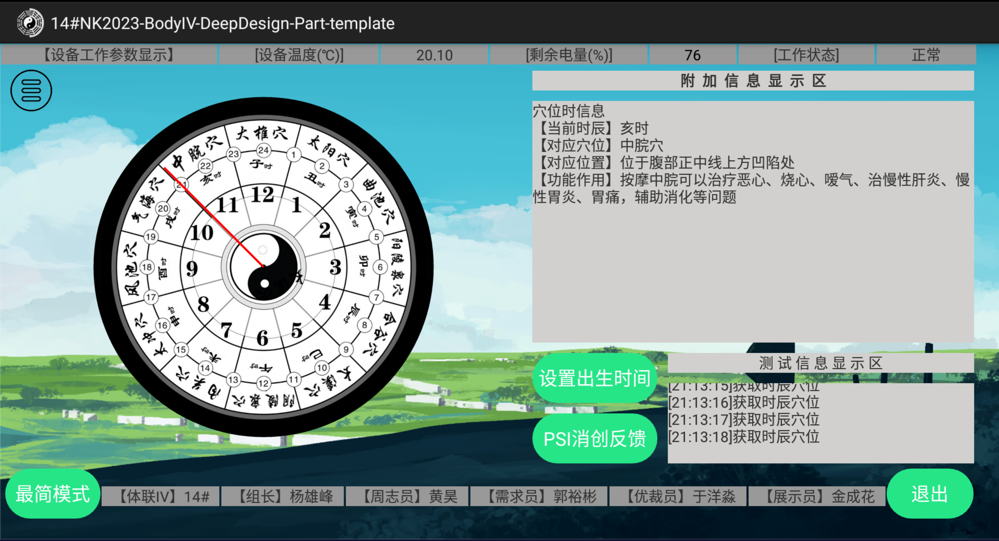 14#NK2023-BodyIV-DeepDesign-Part-template
【设备工作参数显示】 [设备温度(℃)] 20.10 [剩余电量(%)] 76 [工作状态] 正常
附加信息显示区
穴位时信息
【当前时辰】亥时
【对应穴位】中脘穴
【对应位置】位于腹部正中线上方凹陷处
【功能作用】按摩中脘可以治疗恶心、烧心、嗳气、治慢性肝炎、慢
性胃炎、胃痛，辅助消化等问题
大椎穴
太阳穴
曲池穴
阳陵泉穴
合谷穴
阴陵泉穴
内关穴
太冲穴
风池穴
气海穴
中脘穴
24
1
2
3
4
5
6
7
8
9
10
11
12
13
14
15
16
17
18
19
20
21
22
23
子时
丑时
寅时
卯时
辰时
巳时
午时
未时
申时
酉时
戌时
亥时
12
1
2
3
4
5
6
7
8
9
10
11
设置出生时间
PSI消创反馈
测试信息显示区
[21:13:15]获取时辰穴位
[21:13:16]获取时辰穴位
[21:13:17]获取时辰穴位
[21:13:18]获取时辰穴位
最简模式
【体联IV】14# 【组长】杨雄峰 【周志员】黄昊 【需求员】郭裕彬 【优裁员】于洋淼 【展示员】金成花
退出